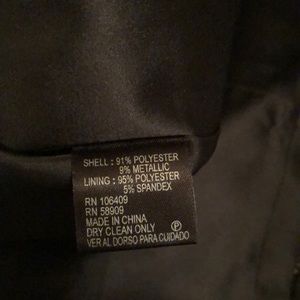 SHELL : 91% POLYESTER
9% METALLIC
LINING : 95% POLYESTER
5% SPANDEX
RN 106409
RN 58909
MADE IN CHINA
DRY CLEAN ONLY P
VER AL DORSO PARA CUIDADO